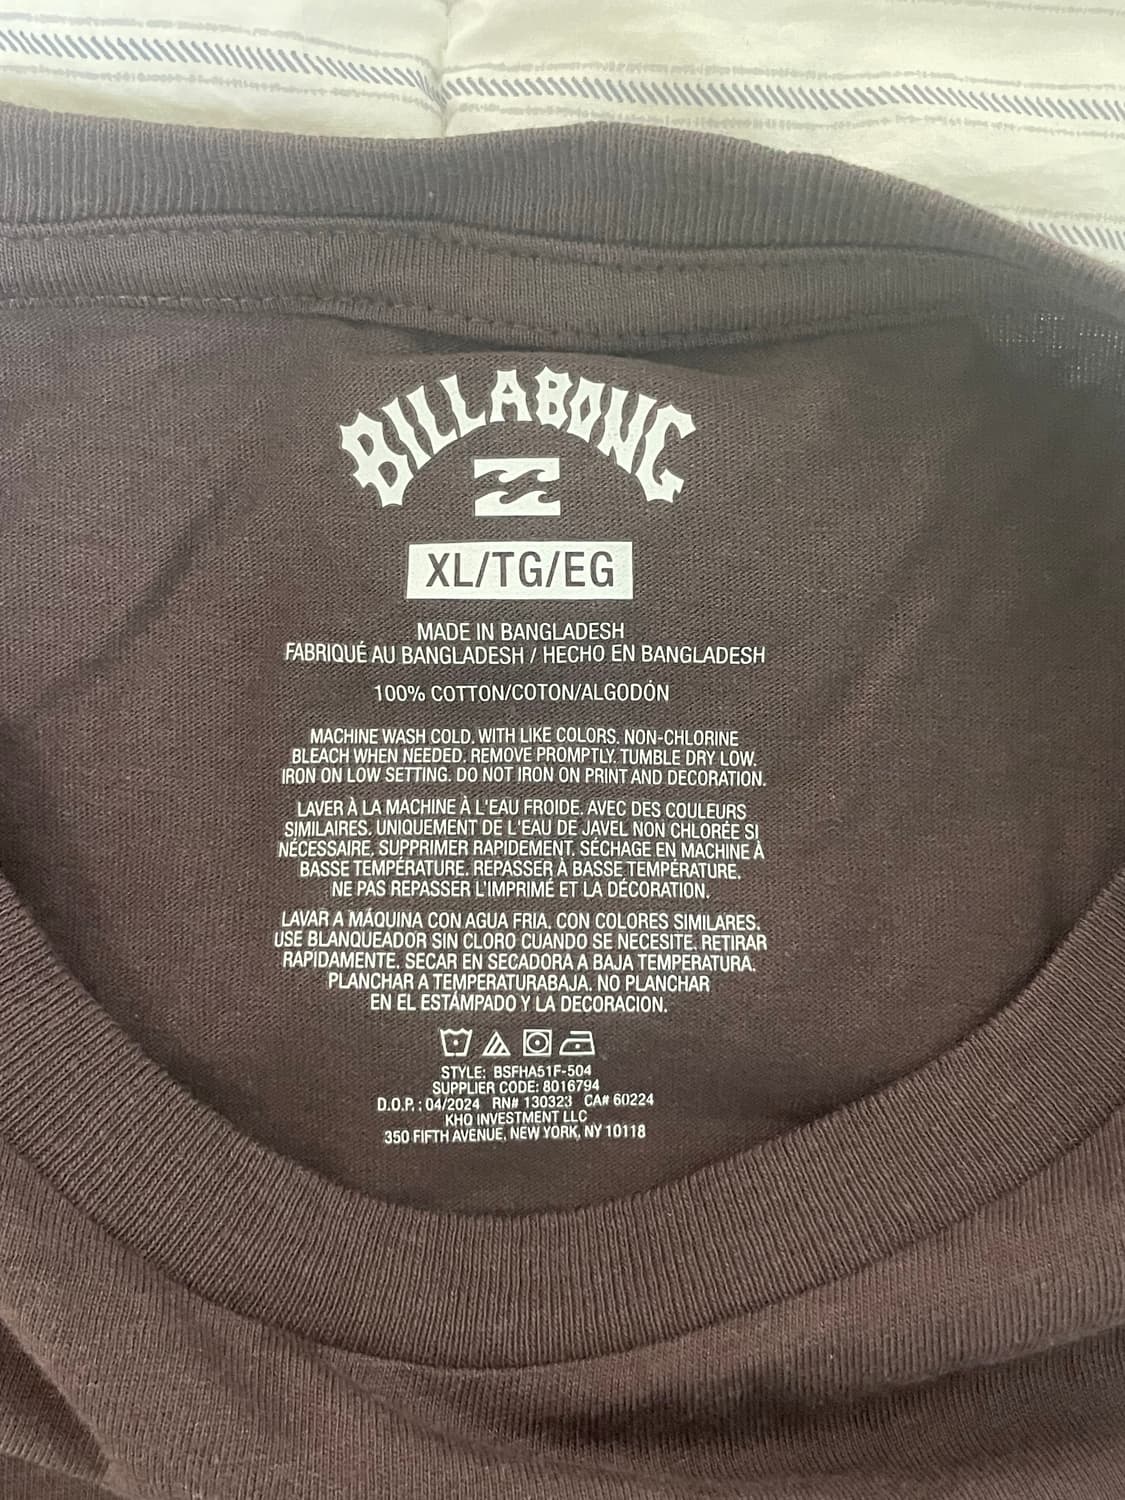 BILLABONG
XL/TG/EG
MADE IN BANGLADESH
FABRIQUÉ AU BANGLADESH / HECHO EN BANGLADESH
100% COTTON/COTON/ALGODÓN
MACHINE WASH COLD. WITH LIKE COLORS. NON-CHLORINE
BLEACH WHEN NEEDED. REMOVE PROMPTLY. TUMBLE DRY LOW.
IRON ON LOW SETTING. DO NOT IRON ON PRINT AND DECORATION.
LAVER À LA MACHINE À L'EAU FROIDE. AVEC DES COULEURS
SIMILAIRES. UNIQUEMENT DE L'EAU DE JAVEL NON CHLORÉE SI
NÉCESSAIRE. SUPPRIMER RAPIDEMENT. SÉCHAGE EN MACHINE À
BASSE TEMPÉRATURE. REPASSER À BASSE TEMPÉRATURE.
NE PAS REPASSER L'IMPRIMÉ ET LA DÉCORATION.
LAVAR A MÁQUINA CON AGUA FRIA. CON COLORES SIMILARES.
USE BLANQUEADOR SIN CLORO CUANDO SE NECESITE. RETIRAR
RAPIDAMENTE. SECAR EN SECADORA A BAJA TEMPERATURA.
PLANCHAR A TEMPERATURABAJA. NO PLANCHAR
EN EL ESTÁMPADO Y LA DECORACION.
STYLE: BSFHA51F-504
SUPPLIER CODE: 8016794
D.O.P. : 04/2024 RN# 130323 CA# 60224
KHQ INVESTMENT LLC
350 FIFTH AVENUE, NEW YORK, NY 10118